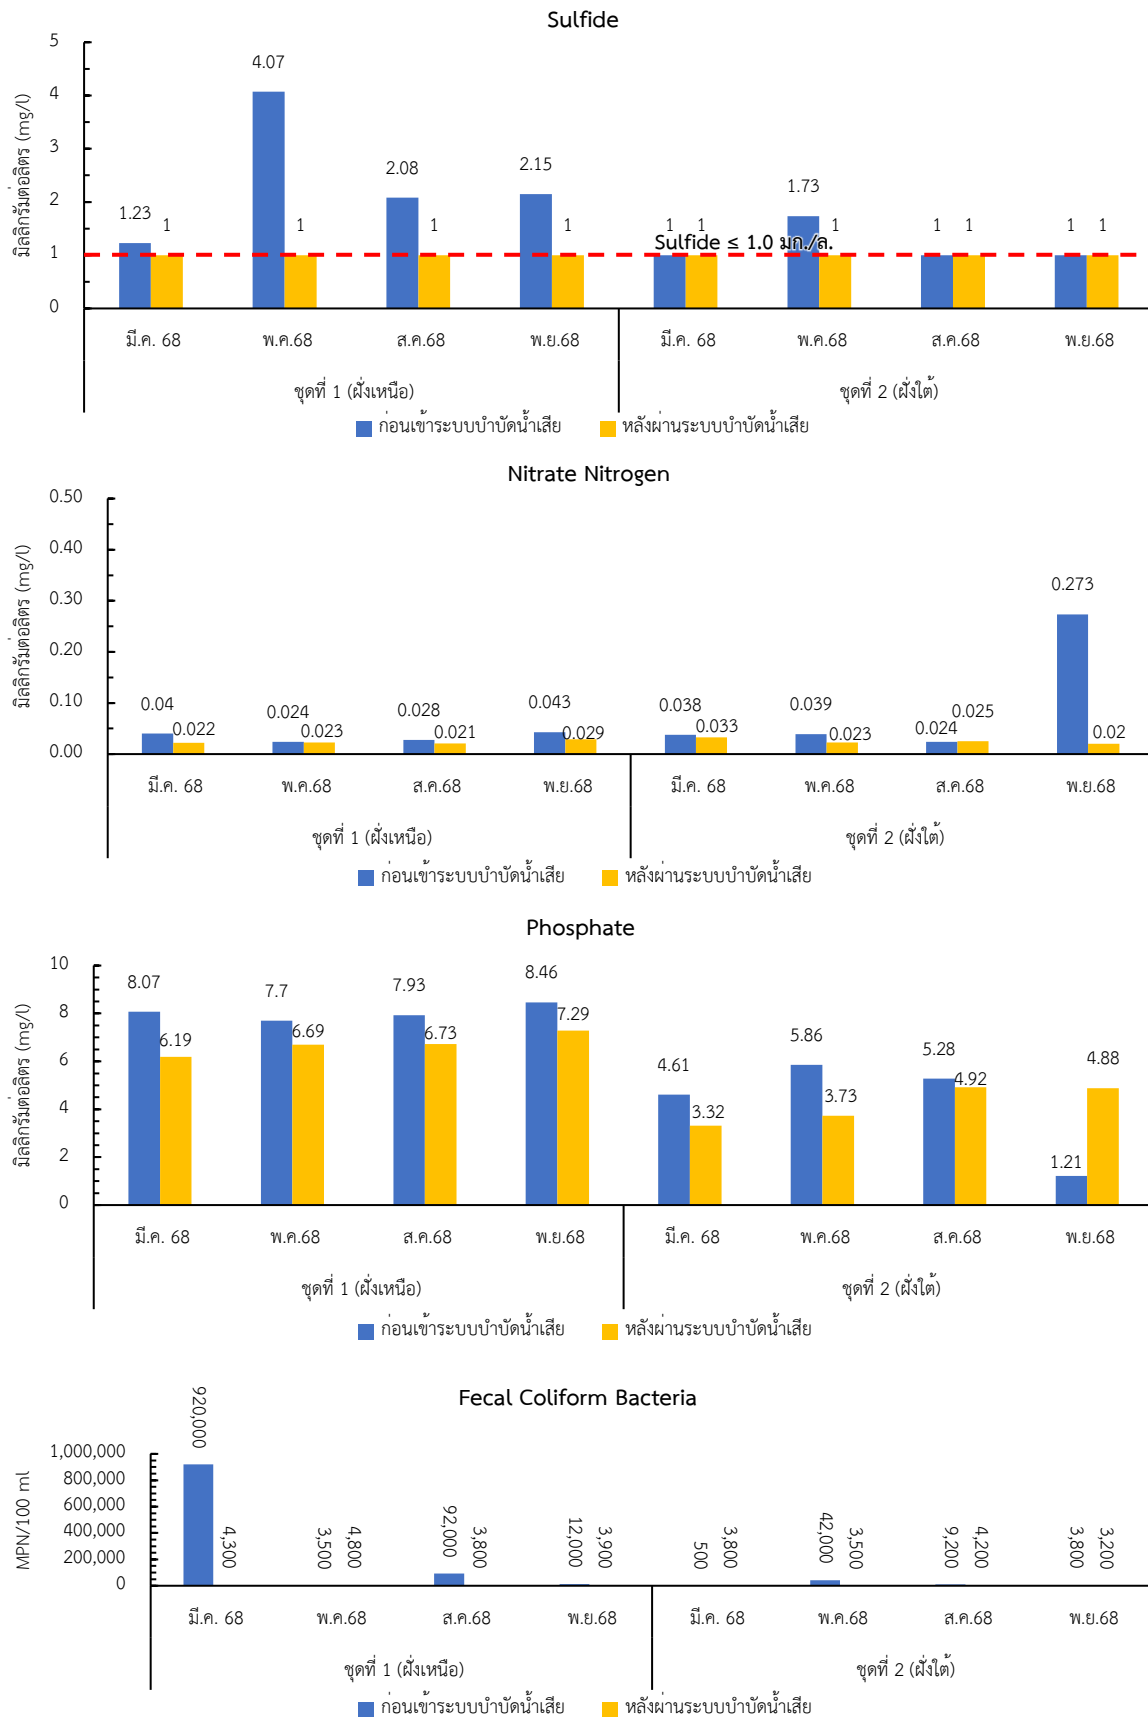 Sulfide
มิลลิกรัมต่อลิตร (mg/l)
5
4
3
2
1
0
1.23 1 4.07 1 2.08 1 2.15 1 1 1 1.73 1 1 1 1 1
Sulfide ≤ 1.0 มก./ล.
มี.ค. 68 พ.ค.68 ส.ค.68 พ.ย.68 มี.ค. 68 พ.ค.68 ส.ค.68 พ.ย.68
ชุดที่ 1 (ฝั่งเหนือ) ชุดที่ 2 (ฝั่งใต้)
ก่อนเข้าระบบบำบัดน้ำเสีย หลังผ่านระบบบำบัดน้ำเสีย
Nitrate Nitrogen
มิลลิกรัมต่อลิตร (mg/l)
0.50
0.40
0.30
0.20
0.10
0.00
0.04 0.022 0.024 0.023 0.028 0.021 0.043 0.029 0.038 0.033 0.039 0.023 0.024 0.025 0.273 0.02
มี.ค. 68 พ.ค.68 ส.ค.68 พ.ย.68 มี.ค. 68 พ.ค.68 ส.ค.68 พ.ย.68
ชุดที่ 1 (ฝั่งเหนือ) ชุดที่ 2 (ฝั่งใต้)
ก่อนเข้าระบบบำบัดน้ำเสีย หลังผ่านระบบบำบัดน้ำเสีย
Phosphate
มิลลิกรัมต่อลิตร (mg/l)
10
8
6
4
2
0
8.07 6.19 7.7 6.69 7.93 6.73 8.46 7.29 4.61 3.32 5.86 3.73 5.28 4.92 1.21 4.88
มี.ค. 68 พ.ค.68 ส.ค.68 พ.ย.68 มี.ค. 68 พ.ค.68 ส.ค.68 พ.ย.68
ชุดที่ 1 (ฝั่งเหนือ) ชุดที่ 2 (ฝั่งใต้)
ก่อนเข้าระบบบำบัดน้ำเสีย หลังผ่านระบบบำบัดน้ำเสีย
Fecal Coliform Bacteria
MPN/100 ml
1,000,000
800,000
600,000
400,000
200,000
0
920,000 4,300 3,500 4,800 92,000 3,800 12,000 3,900 500 3,800 42,000 3,500 9,200 4,200 3,800 3,200
มี.ค. 68 พ.ค.68 ส.ค.68 พ.ย.68 มี.ค. 68 พ.ค.68 ส.ค.68 พ.ย.68
ชุดที่ 1 (ฝั่งเหนือ) ชุดที่ 2 (ฝั่งใต้)
ก่อนเข้าระบบบำบัดน้ำเสีย หลังผ่านระบบบำบัดน้ำเสีย